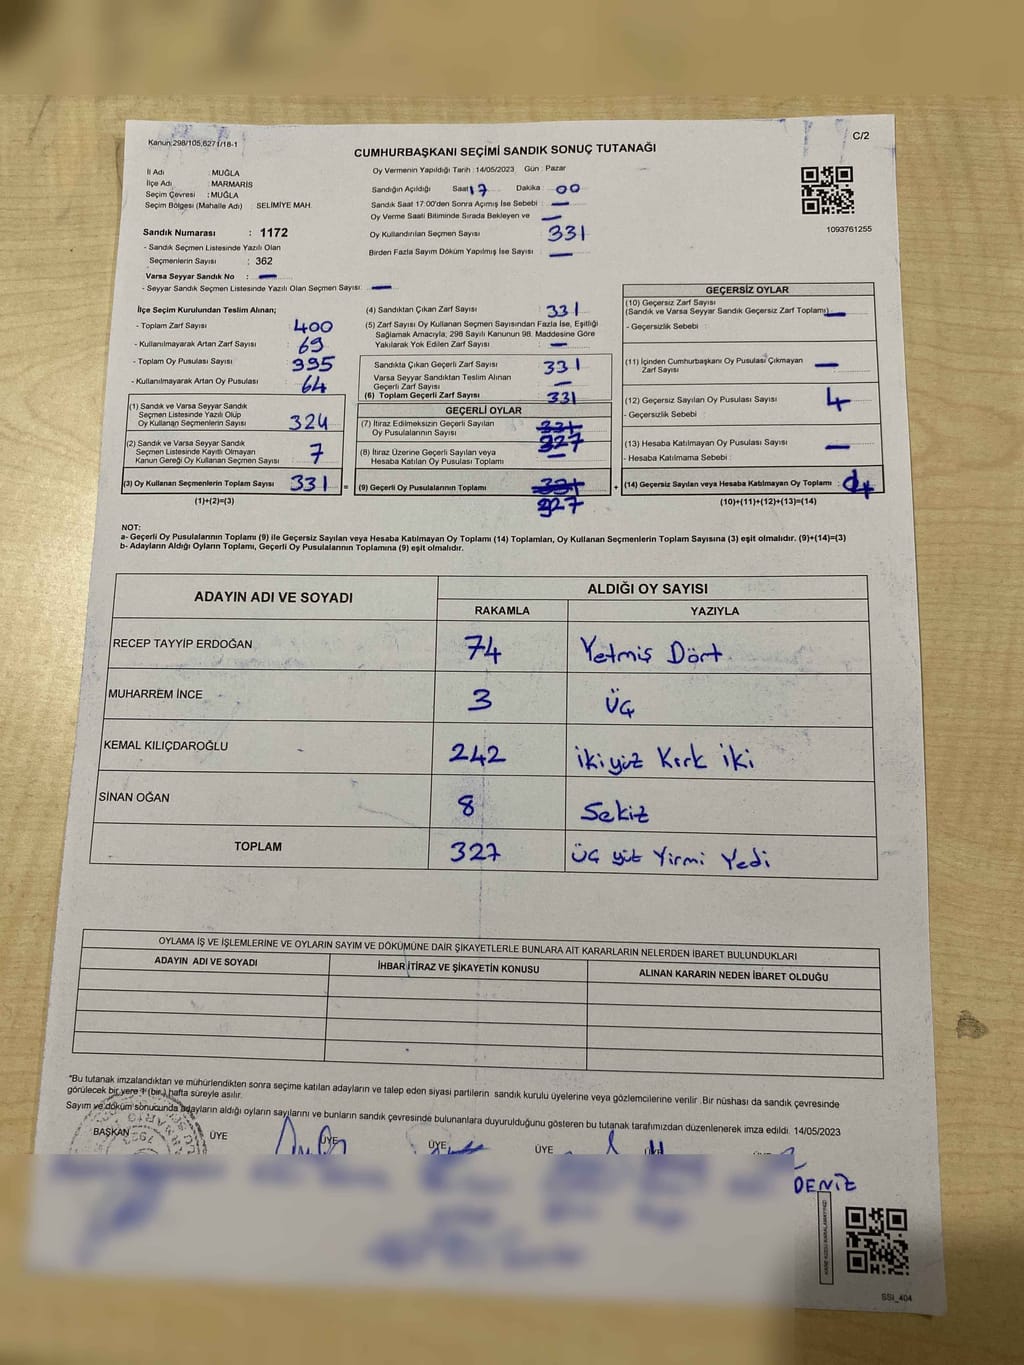 Kanun:298/105,6271/18-1
C/2
CUMHURBAŞKANI SEÇİMİ SANDIK SONUÇ TUTANAĞI
İl Adı : MUĞLA
İlçe Adı : MARMARİS
Seçim Çevresi : MUĞLA
Seçim Bölgesi (Mahalle Adı) : SELİMİYE MAH.
Sandık Numarası : 1172
- Sandık Seçmen Listesinde Yazılı Olan
Seçmenlerin Sayısı : 362
Varsa Seyyar Sandık No : —
- Seyyar Sandık Seçmen Listesinde Yazılı Olan Seçmen Sayısı: —
Oy Vermenin Yapıldığı Tarih : 14/05/2023 Gün : Pazar
Sandığın Açıldığı Saat 17 Dakika : 00
Sandık Saat 17:00'den Sonra Açılmış İse Sebebi : —
Oy Verme Saati Bitiminde Sırada Bekleyen ve —
Oy Kullandırılan Seçmen Sayısı 331
Birden Fazla Sayım Döküm Yapılmış İse Sayısı : —
1093761255
İlçe Seçim Kurulundan Teslim Alınan;
- Toplam Zarf Sayısı : 400
- Kullanılmayarak Artan Zarf Sayısı : 69
- Toplam Oy Pusulası Sayısı : 395
- Kullanılmayarak Artan Oy Pusulası : 64
(1) Sandık ve Varsa Seyyar Sandık
Seçmen Listesinde Yazılı Olup
Oy Kullanan Seçmenlerin Sayısı : 324
(2) Sandık ve Varsa Seyyar Sandık
Seçmen Listesinde Kayıtlı Olmayan
Kanun Gereği Oy Kullanan Seçmen Sayısı : 7
(3) Oy Kullanan Seçmenlerin Toplam Sayısı : 331 =
(1)+(2)=(3)
(4) Sandıktan Çıkan Zarf Sayısı : 331
(5) Zarf Sayısı Oy Kullanan Seçmen Sayısından Fazla İse, Eşitliği
Sağlamak Amacıyla; 298 Sayılı Kanunun 98. Maddesine Göre
Yakılarak Yok Edilen Zarf Sayısı : —
Sandıkta Çıkan Geçerli Zarf Sayısı : 331
Varsa Seyyar Sandıktan Teslim Alınan
Geçerli Zarf Sayısı : —
(6) Toplam Geçerli Zarf Sayısı : 331
GEÇERLİ OYLAR
(7) İtiraz Edilmeksizin Geçerli Sayılan 331
Oy Pusulalarının Sayısı 327
(8) İtiraz Üzerine Geçerli Sayılan veya —
Hesaba Katılan Oy Pusulası Toplamı
(9) Geçerli Oy Pusulalarının Toplamı : 331 +
327
GEÇERSİZ OYLAR
(10) Geçersiz Zarf Sayısı
(Sandık ve Varsa Seyyar Sandık Geçersiz Zarf Toplamı) —
- Geçersizlik Sebebi :
(11) İçinden Cumhurbaşkanı Oy Pusulası Çıkmayan —
Zarf Sayısı
(12) Geçersiz Sayılan Oy Pusulası Sayısı : 4
- Geçersizlik Sebebi :
(13) Hesaba Katılmayan Oy Pusulası Sayısı : —
- Hesaba Katılmama Sebebi :
(14) Geçersiz Sayılan veya Hesaba Katılmayan Oy Toplamı :
(10)+(11)+(12)+(13)=(14)
NOT:
a- Geçerli Oy Pusulalarının Toplamı (9) ile Geçersiz Sayılan veya Hesaba Katılmayan Oy Toplamı (14) Toplamları, Oy Kullanan Seçmenlerin Toplam Sayısına (3) eşit olmalıdır. (9)+(14)=(3)
b- Adayların Aldığı Oyların Toplamı, Geçerli Oy Pusulalarının Toplamına (9) eşit olmalıdır.
ADAYIN ADI VE SOYADI ALDIĞI OY SAYISI
RAKAMLA YAZIYLA
RECEP TAYYİP ERDOĞAN 74 Yetmiş Dört
MUHARREM İNCE 3 Üç
KEMAL KILIÇDAROĞLU 242 iki yüz Kırk iki
SİNAN OĞAN 8 Sekiz
TOPLAM 327 Üç yüz Yirmi Yedi
OYLAMA İŞ VE İŞLEMLERİNE VE OYLARIN SAYIM VE DÖKÜMÜNE DAİR ŞİKAYETLERLE BUNLARA AİT KARARLARIN NELERDEN İBARET BULUNDUKLARI
ADAYIN ADI VE SOYADI İHBAR İTİRAZ VE ŞİKAYETİN KONUSU ALINAN KARARIN NEDEN İBARET OLDUĞU
*Bu tutanak imzalandıktan ve mühürlendikten sonra seçime katılan adayların ve talep eden siyasi partilerin sandık kurulu üyelerine veya gözlemcilerine verilir. Bir nüshası da sandık çevresinde
görülecek bir yere 1 (bir) hafta süreyle asılır.
Sayım ve döküm sonucunda adayların aldığı oyların sayılarını ve bunların sandık çevresinde bulunanlara duyurulduğunu gösteren bu tutanak tarafımızdan düzenlenerek imza edildi. 14/05/2023
BAŞKAN ÜYE ÜYE ÜYE ÜYE
DENİZ
SSİ_404